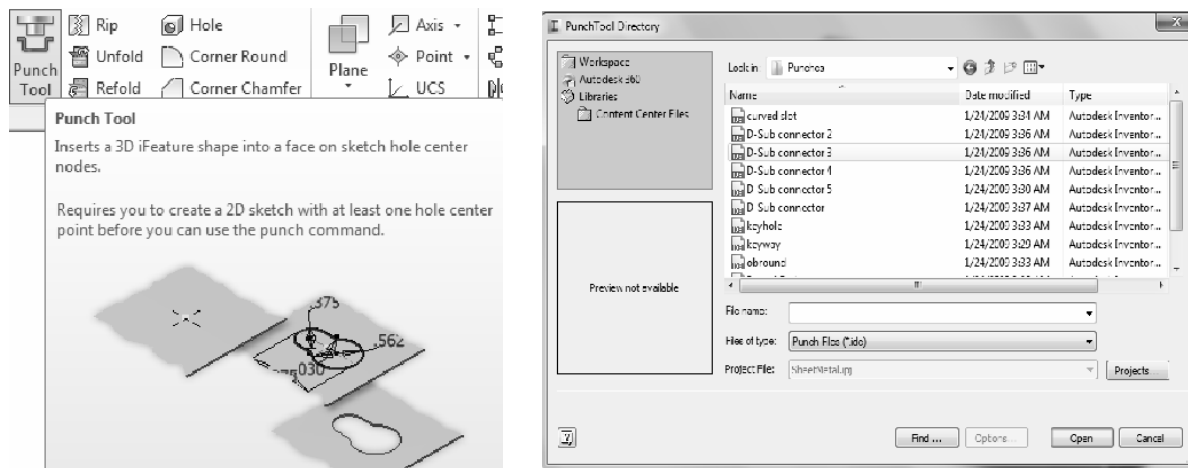 Rip
Hole
Axis
Unfold
Corner Round
Point
Punch
Tool
Refold
Corner Chamfer
Plane
UCS
Punch Tool
Inserts a 3D iFeature shape into a face on sketch hole center
nodes.
Requires you to create a 2D sketch with at least one hole center
point before you can use the punch command.
.375
.562
.030
PunchTool Directory
Workspace
Autodesk 360
Libraries
Content Center Files
Preview not available
Look in: Punches
Name Date modified Type
curved slot 1/24/2009 3:34 AM Autodesk Inventor...
D-Sub connector 2 1/24/2009 3:36 AM Autodesk Inventor...
D-Sub connector 3 1/24/2009 3:36 AM Autodesk Inventor...
D-Sub connector 4 1/24/2009 3:36 AM Autodesk Inventor...
D-Sub connector 5 1/24/2009 3:30 AM Autodesk Inventor...
D-Sub connector 1/24/2009 3:37 AM Autodesk Inventor...
keyhole 1/24/2009 3:33 AM Autodesk Inventor...
keyway 1/24/2009 3:29 AM Autodesk Inventor...
obround 1/24/2009 3:33 AM Autodesk Inventor...
File name:
Files of type: Punch Files (*.ide)
Project File: SheetMetal.ipj Projects...
Find ... Options... Open Cancel